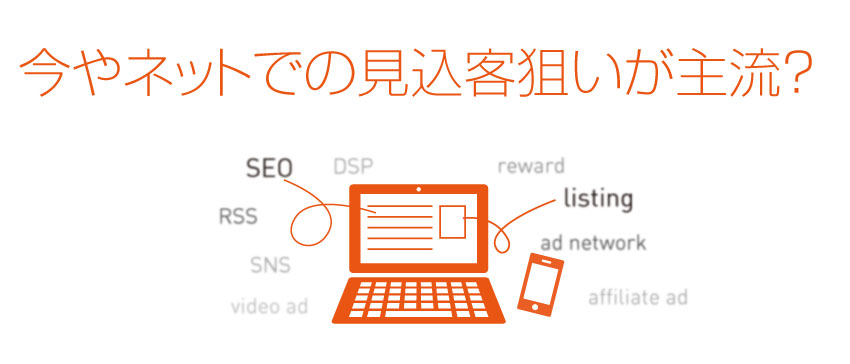 今やネットでの見込客狙いが主流?
SEO
DSP
reward
listing
RSS
ad network
SNS
video ad
affiliate ad